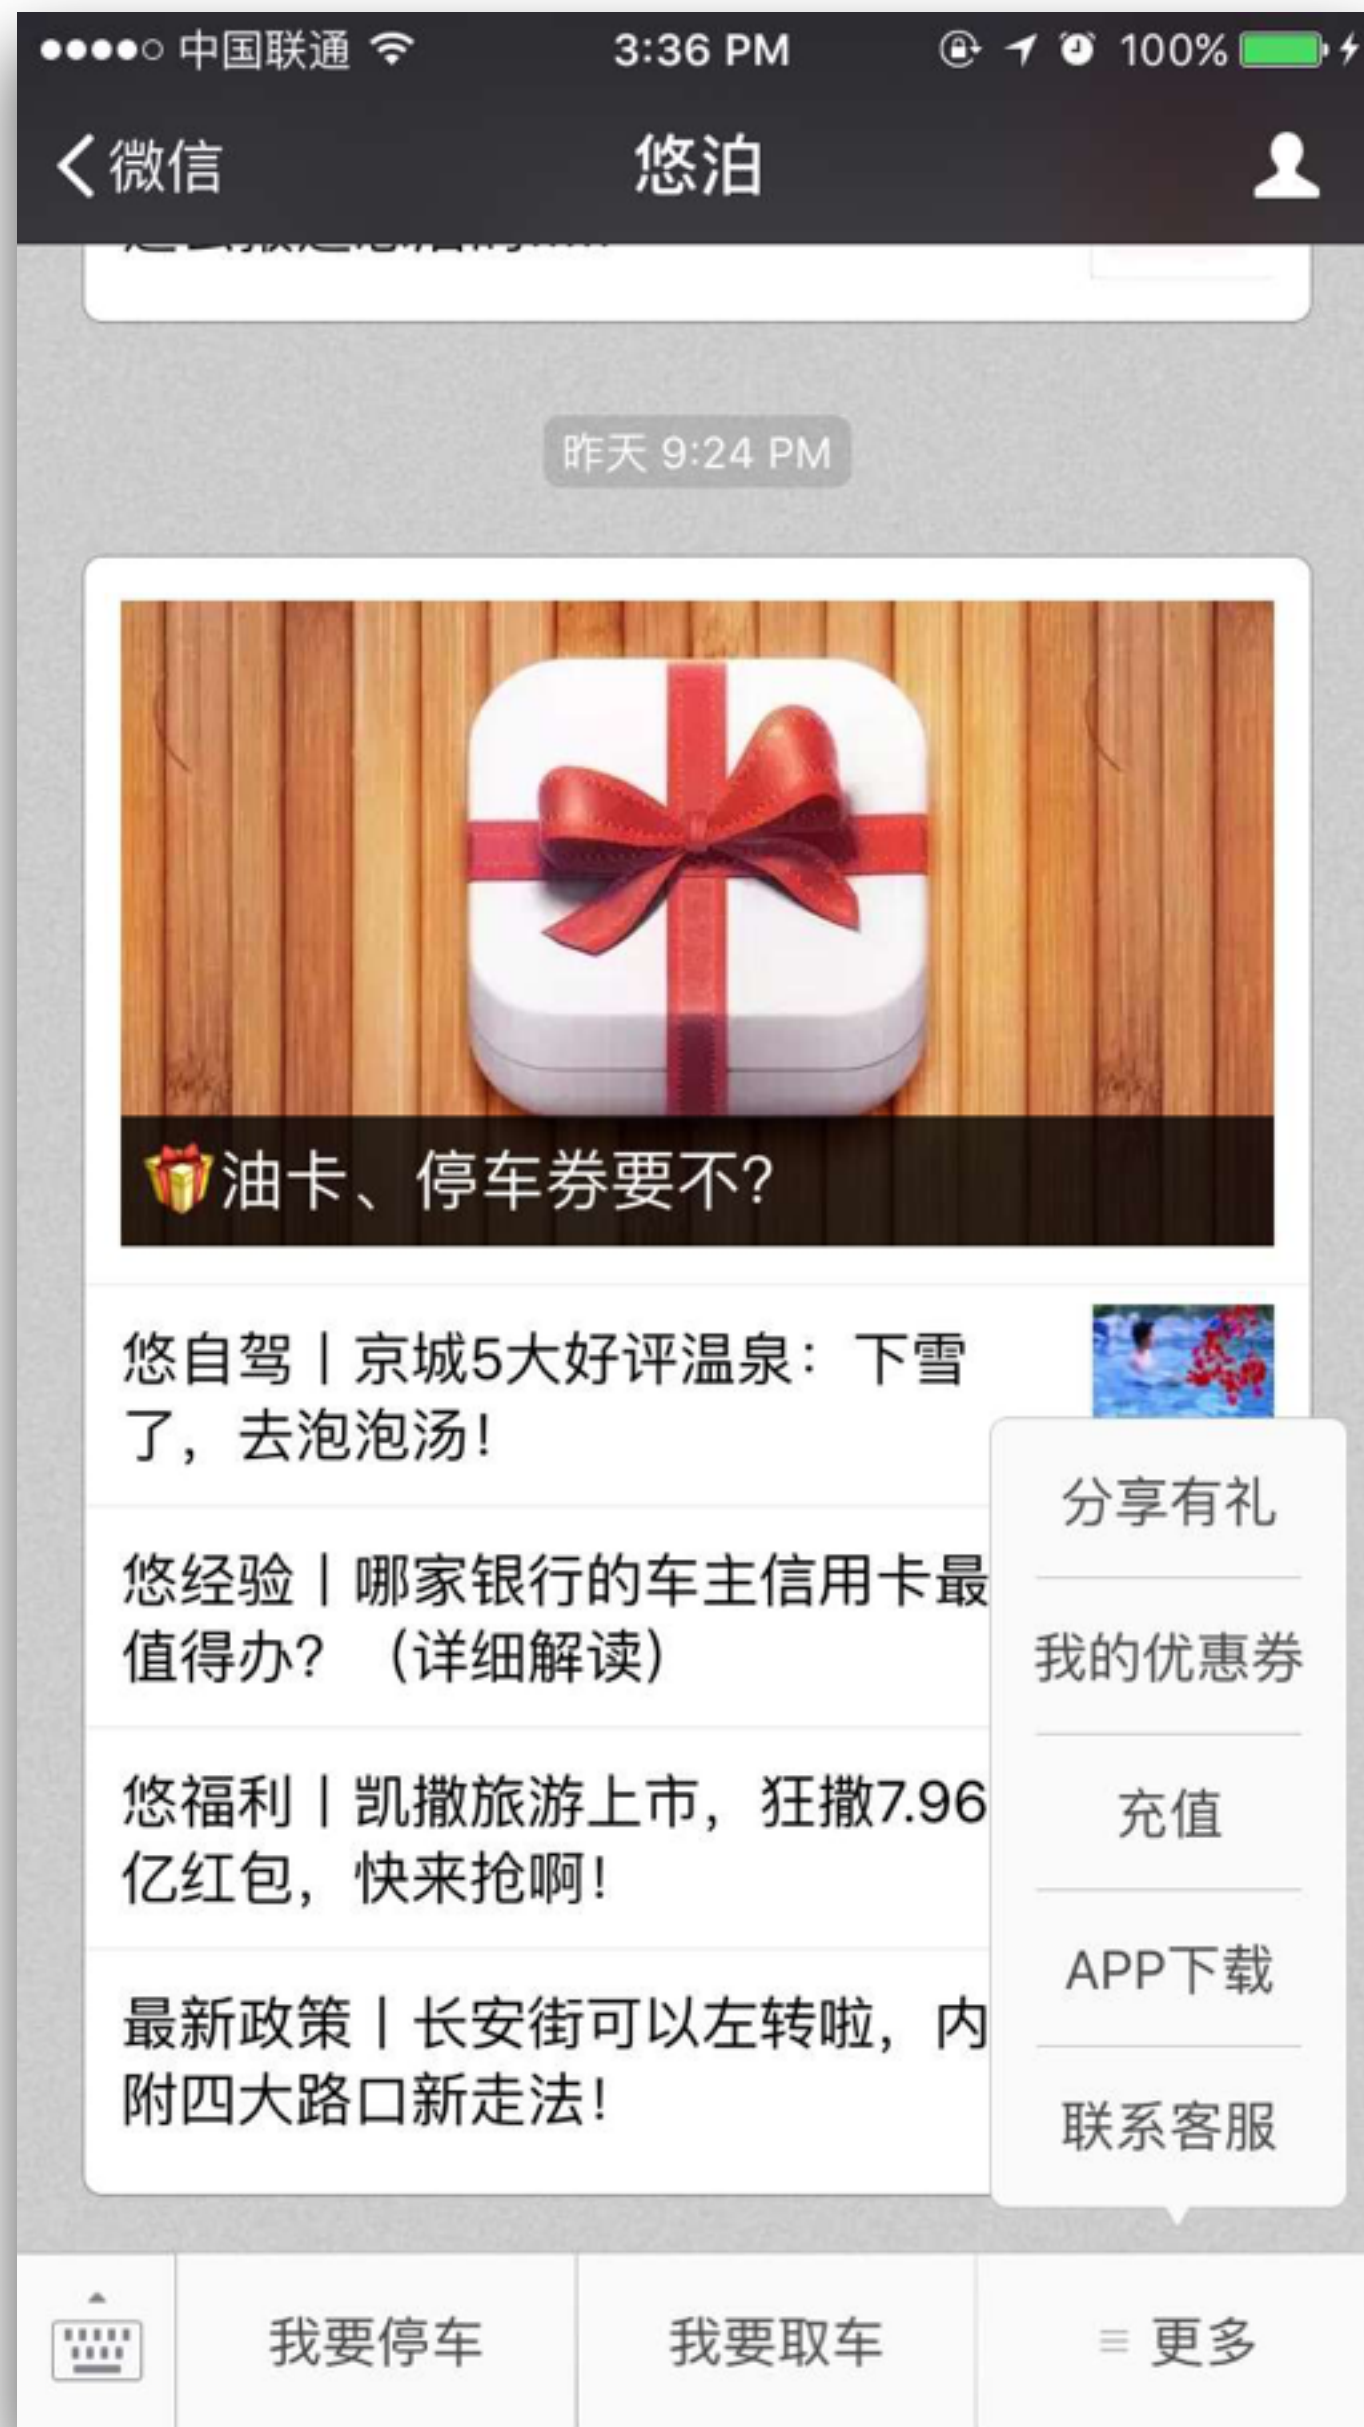 中国联通 3:36 PM 100%
微信 悠泊
昨天 9:24 PM
油卡、停车券要不?
悠自驾丨京城5大好评温泉：下雪
了，去泡泡汤！
悠经验丨哪家银行的车主信用卡最
值得办？（详细解读）
悠福利丨凯撒旅游上市，狂撒7.96
亿红包，快来抢啊！
最新政策丨长安街可以左转啦，内
附四大路口新走法！
分享有礼
我的优惠券
充值
APP下载
联系客服
我要停车 我要取车 更多